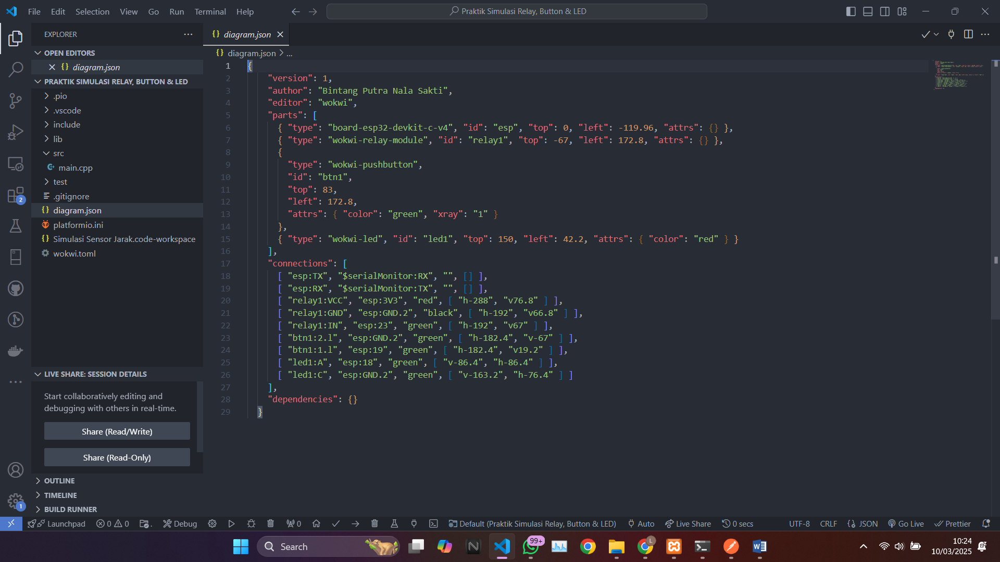 File Edit Selection View Go Run Terminal Help
Praktik Simulasi Relay, Button & LED
EXPLORER
OPEN EDITORS
diagram.json
PRAKTIK SIMULASI RELAY, BUTTON & LED
.pio
.vscode
include
lib
src
main.cpp
test
.gitignore
diagram.json
platformio.ini
Simulasi Sensor Jarak.code-workspace
wokwi.toml
LIVE SHARE: SESSION DETAILS
Start collaboratively editing and
debugging with others in real-time.
Share (Read/Write)
Share (Read-Only)
OUTLINE
TIMELINE
BUILD RUNNER
2
1
diagram.json
diagram.json > ...
1 {
2 "version": 1,
3 "author": "Bintang Putra Nala Sakti",
4 "editor": "wokwi",
5 "parts": [
6 { "type": "board-esp32-devkit-c-v4", "id": "esp", "top": 0, "left": -119.96, "attrs": {} },
7 { "type": "wokwi-relay-module", "id": "relay1", "top": -67, "left": 172.8, "attrs": {} },
8 {
9 "type": "wokwi-pushbutton",
10 "id": "btn1",
11 "top": 83,
12 "left": 172.8,
13 "attrs": { "color": "green", "xray": "1" }
14 },
15 { "type": "wokwi-led", "id": "led1", "top": 150, "left": 42.2, "attrs": { "color": "red" } }
16 ],
17 "connections": [
18 [ "esp:TX", "$serialMonitor:RX", "", [] ],
19 [ "esp:RX", "$serialMonitor:TX", "", [] ],
20 [ "relay1:VCC", "esp:3V3", "red", [ "h-288", "v76.8" ] ],
21 [ "relay1:GND", "esp:GND.2", "black", [ "h-192", "v66.8" ] ],
22 [ "relay1:IN", "esp:23", "green", [ "h-192", "v67" ] ],
23 [ "btn1:2.l", "esp:GND.2", "green", [ "h-182.4", "v-67" ] ],
24 [ "btn1:1.l", "esp:19", "green", [ "h-182.4", "v19.2" ] ],
25 [ "led1:A", "esp:18", "green", [ "v-86.4", "h-86.4" ] ],
26 [ "led1:C", "esp:GND.2", "green", [ "v-163.2", "h-76.4" ] ]
27 ],
28 "dependencies": {}
29 }
Launchpad 0 0 Debug 0 Default (Praktik Simulasi Relay, Button & LED) Auto Live Share 0 secs UTF-8 CRLF JSON Go Live Prettier
Search
99+
L
10:24
10/03/2025